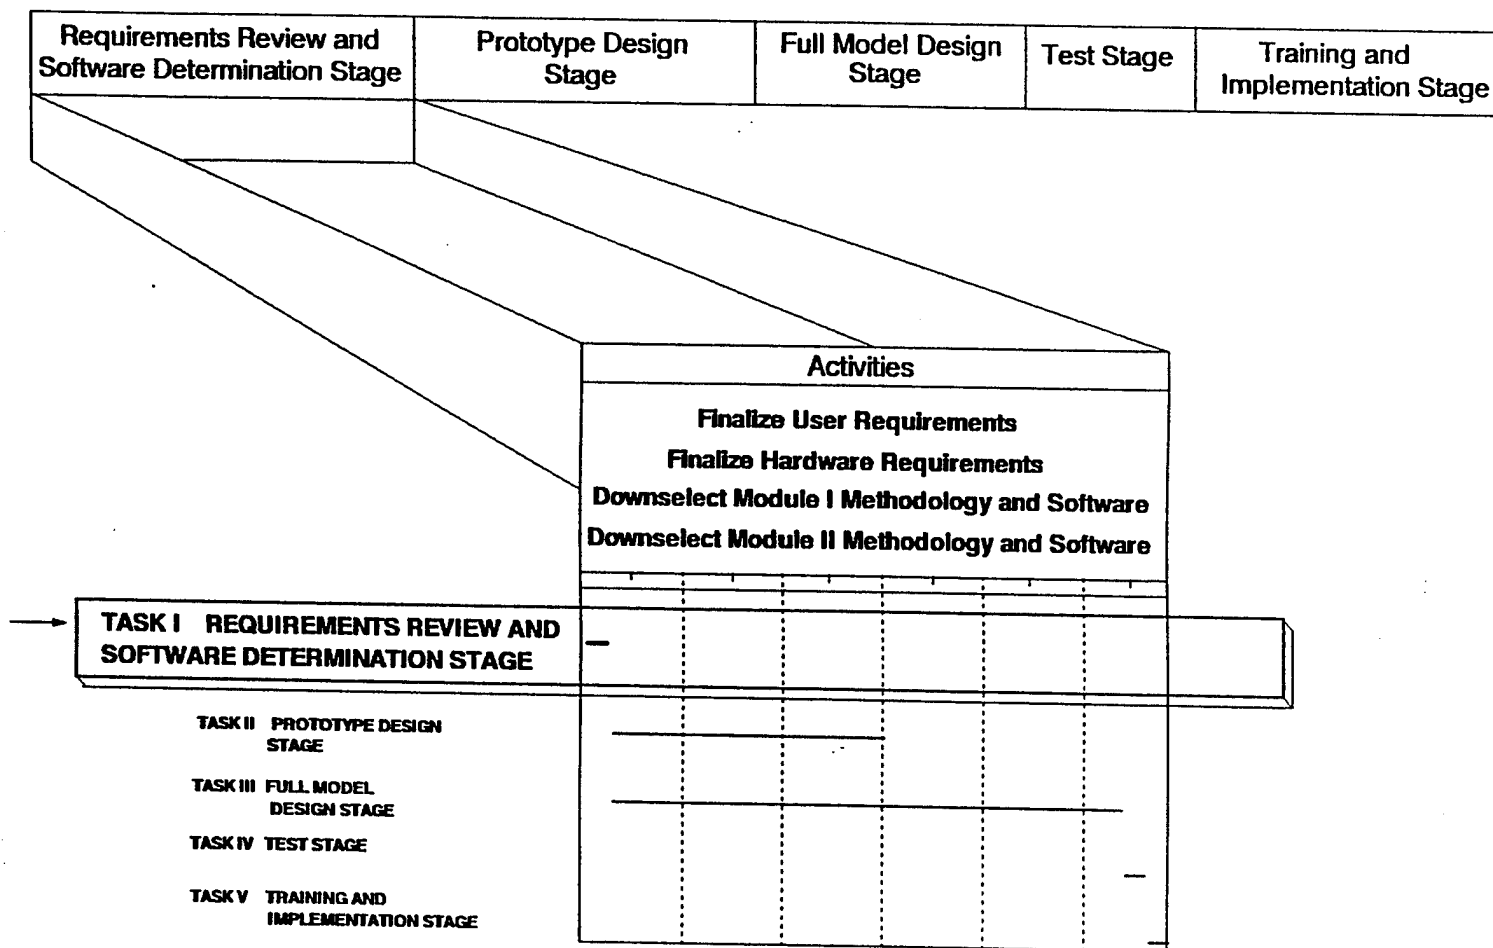 Requirements Review and
Software Determination Stage
Prototype Design
Stage
Full Model Design
Stage
Test Stage
Training and
Implementation Stage
Activities
Finalize User Requirements
Finalize Hardware Requirements
Downselect Module I Methodology and Software
Downselect Module II Methodology and Software
TASK I REQUIREMENTS REVIEW AND
SOFTWARE DETERMINATION STAGE
TASK II PROTOTYPE DESIGN
STAGE
TASK III FULL MODEL
DESIGN STAGE
TASK IV TEST STAGE
TASK V TRAINING AND
IMPLEMENTATION STAGE